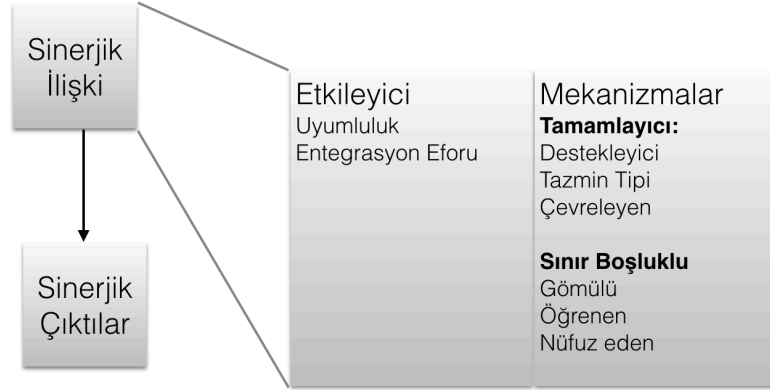 Sinerjik
İlişki
Sinerjik
Çıktılar
Etkileyici
Uyumluluk
Entegrasyon Eforu
Mekanizmalar
Tamamlayıcı:
Destekleyici
Tazmin Tipi
Çevreleyen
Sınır Boşluklu
Gömülü
Öğrenen
Nüfuz eden